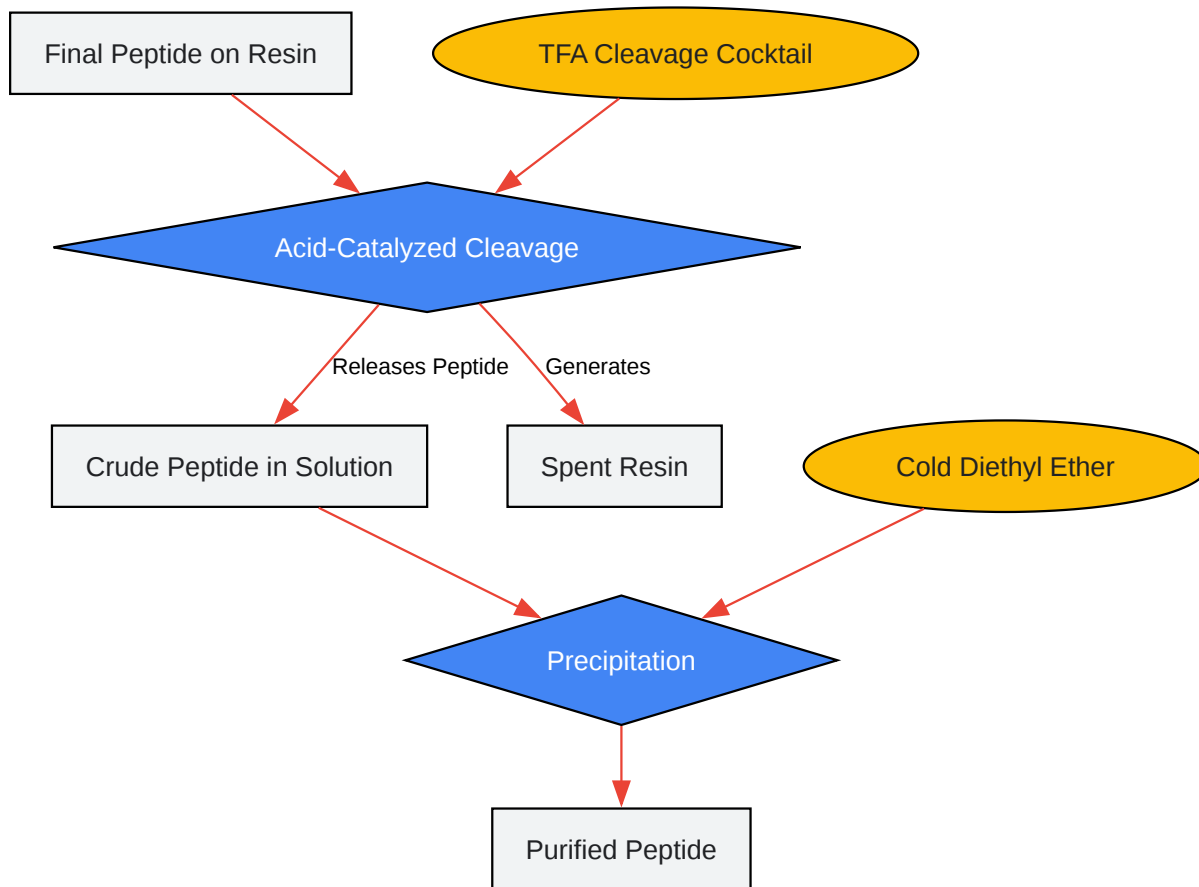 Final Peptide on Resin
TFA Cleavage Cocktail
Acid-Catalyzed Cleavage
Releases Peptide
Generates
Crude Peptide in Solution
Spent Resin
Cold Diethyl Ether
Precipitation
Purified Peptide